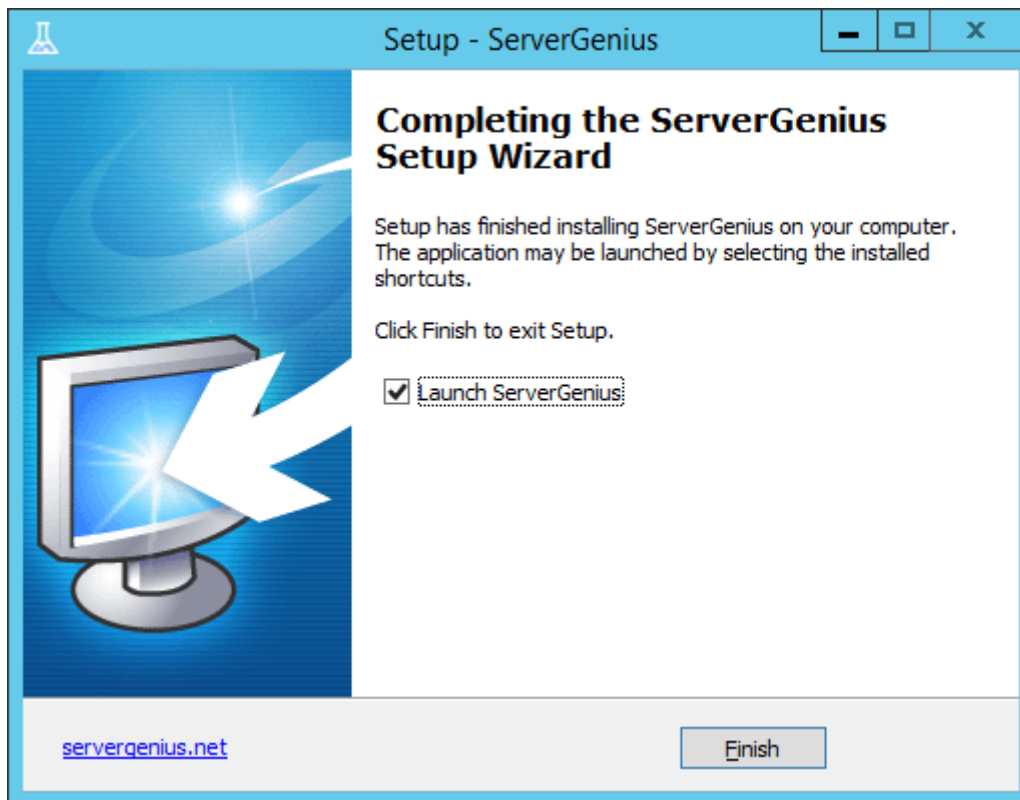 Setup - ServerGenius
Completing the ServerGenius
Setup Wizard
Setup has finished installing ServerGenius on your computer.
The application may be launched by selecting the installed
shortcuts.
Click Finish to exit Setup.
Launch ServerGenius
servergenius.net
Finish